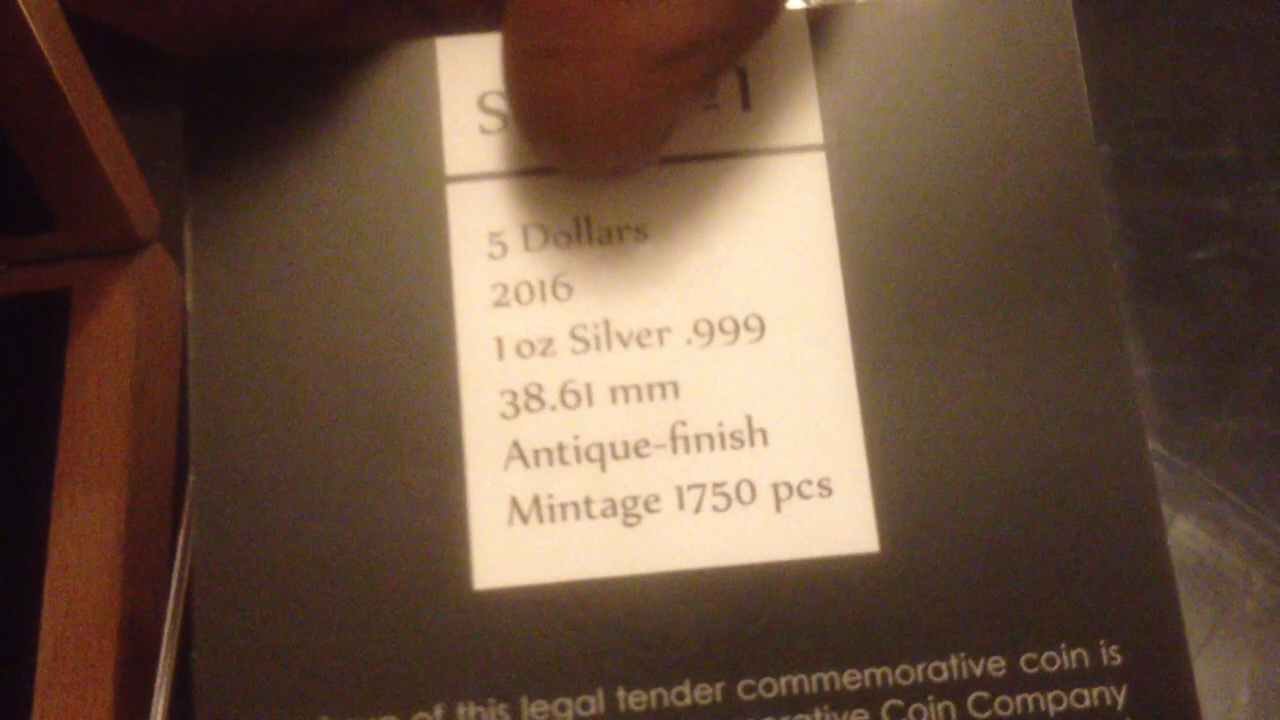 5 Dollars
2016
1 oz Silver .999
38.61 mm
Antique-finish
Mintage 1750 pcs
of this legal tender commemorative coin is
Coin Company